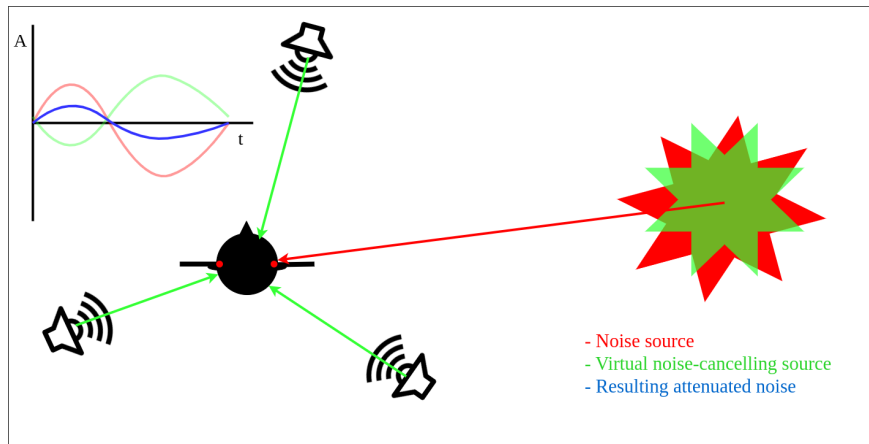 A
t
- Noise source
- Virtual noise-cancelling source
- Resulting attenuated noise